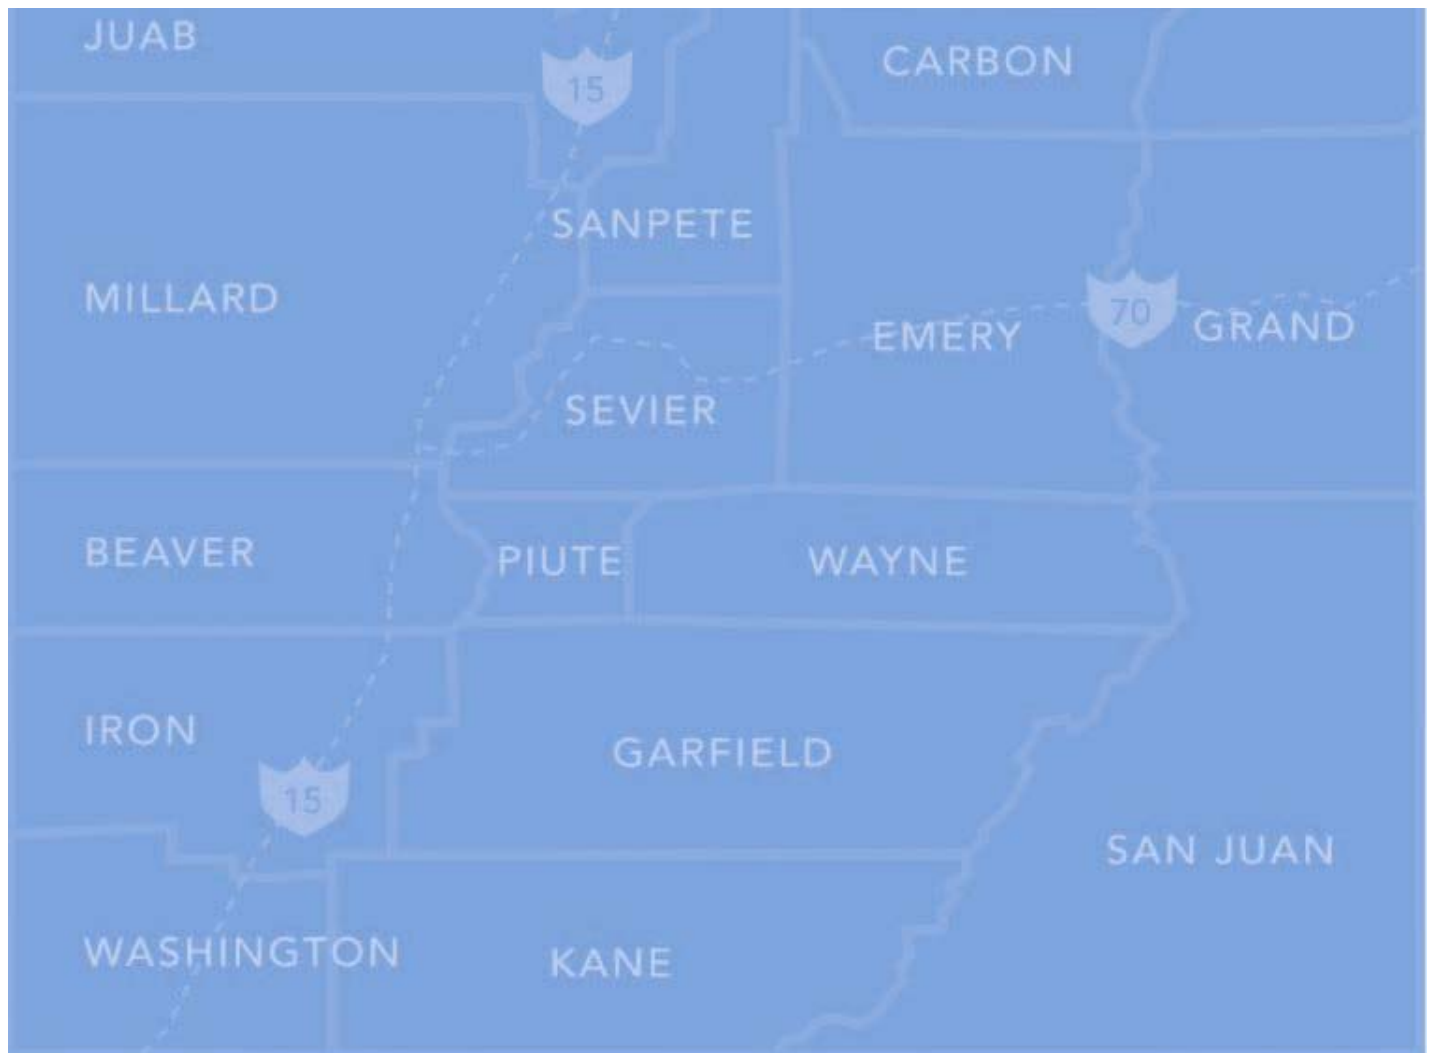 JUAB
15
CARBON
SANPETE
MILLARD
70
GRAND
EMERY
SEVIER
BEAVER
PIUTE
WAYNE
IRON
GARFIELD
15
SAN JUAN
WASHINGTON
KANE